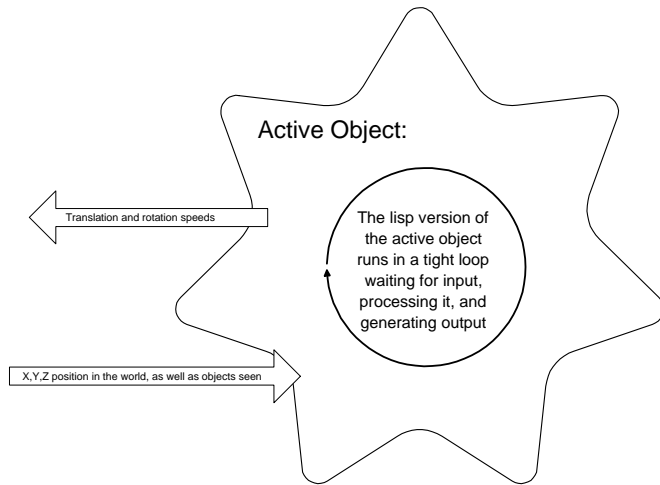 Active Object:
Translation and rotation speeds
The lisp version of
the active object
runs in a tight loop
waiting for input,
processing it, and
generating output
X,Y,Z position in the world, as well as objects seen